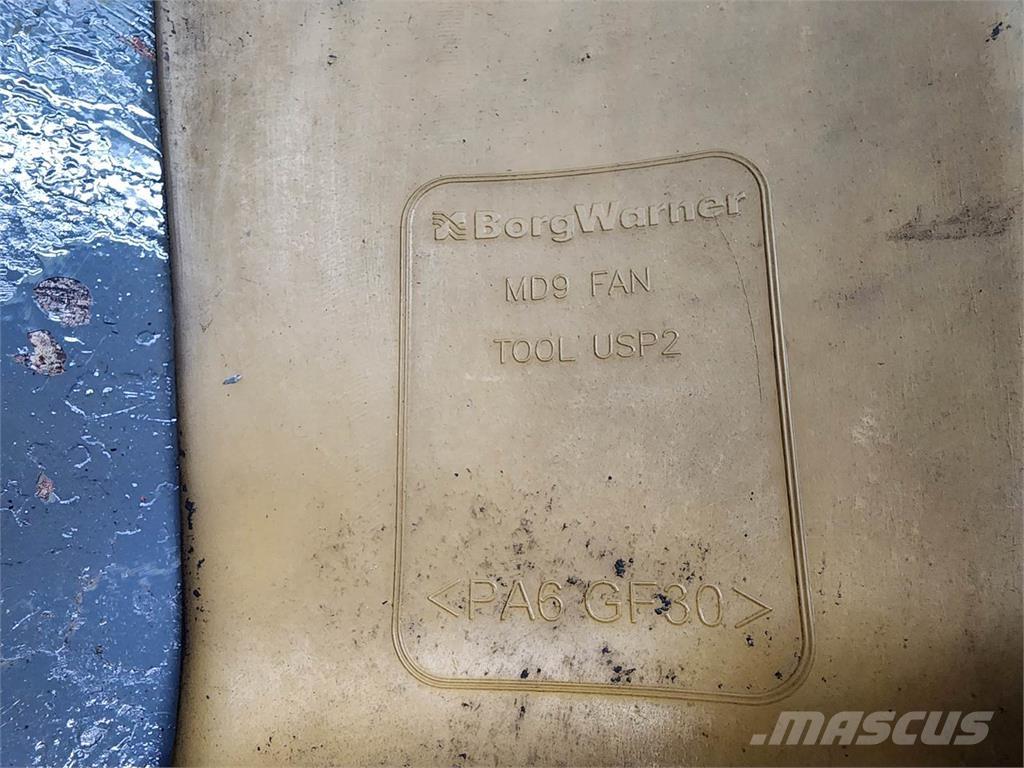 BorgWarner
MD9 FAN
TOOL USP2
<PA6 GF30>
MASCUS